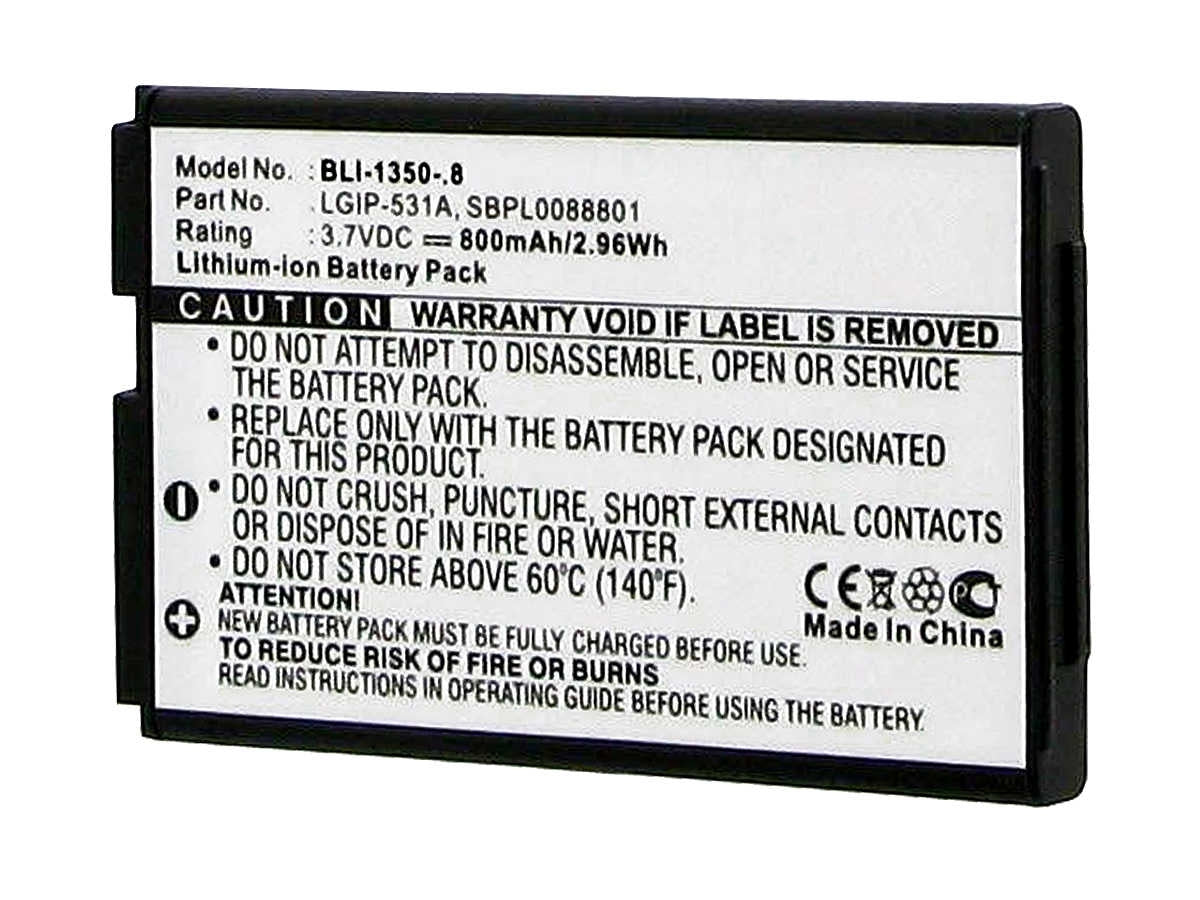 Model No. : BLI-1350-.8
Part No. : LGIP-531A, SBPL0088801
Rating : 3.7VDC ⎓ 800mAh/2.96Wh
Lithium-ion Battery Pack
CAUTION WARRANTY VOID IF LABEL IS REMOVED
• DO NOT ATTEMPT TO DISASSEMBLE, OPEN OR SERVICE
THE BATTERY PACK.
• REPLACE ONLY WITH THE BATTERY PACK DESIGNATED
FOR THIS PRODUCT.
• DO NOT CRUSH, PUNCTURE, SHORT EXTERNAL CONTACTS
OR DISPOSE OF IN FIRE OR WATER.
• DO NOT STORE ABOVE 60°C (140°F).
ATTENTION!
NEW BATTERY PACK MUST BE FULLY CHARGED BEFORE USE.
TO REDUCE RISK OF FIRE OR BURNS
READ INSTRUCTIONS IN OPERATING GUIDE BEFORE USING THE BATTERY.
CE
Made In China